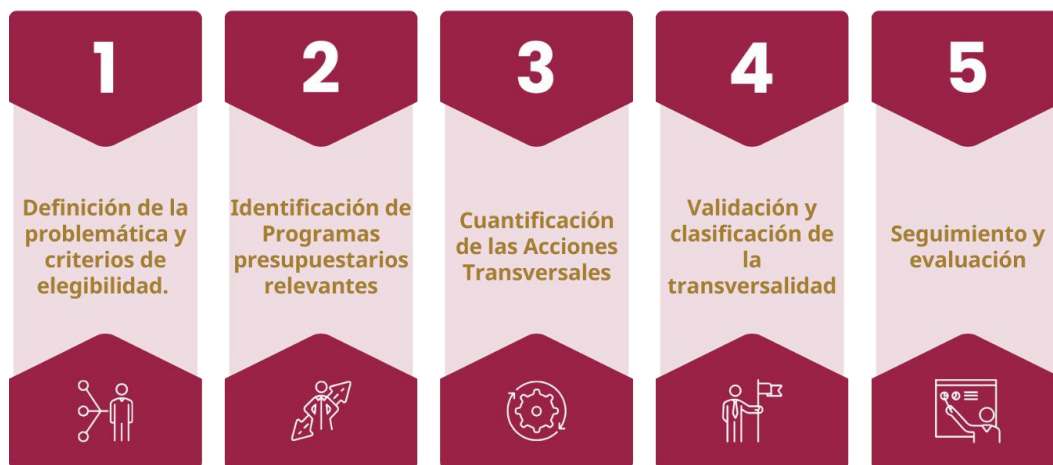 1
Definición de la
problemática y
criterios de
elegibilidad.
2
Identificación de
Programas
presupuestarios
relevantes
3
Cuantificación
de las Acciones
Transversales
4
Validación y
clasificación de
la
transversalidad
5
Seguimiento y
evaluación